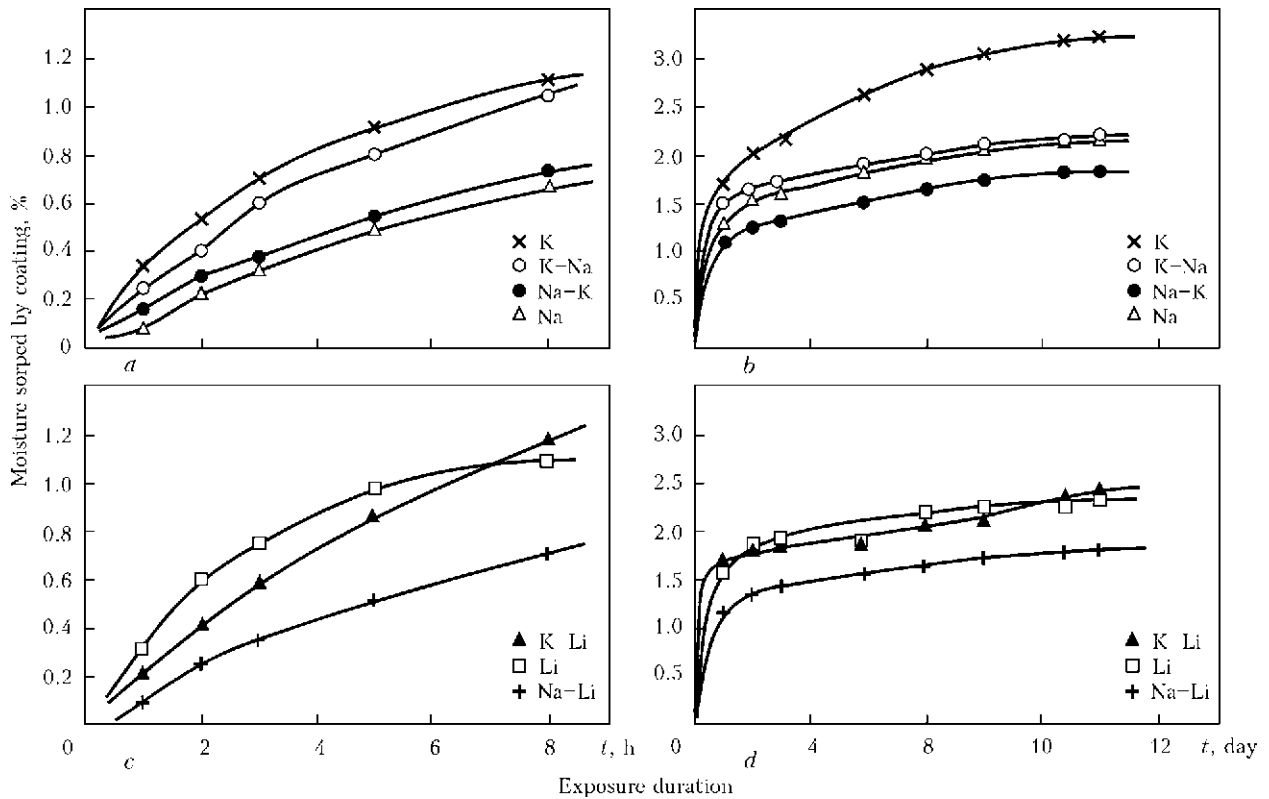 Moisture sorped by coating, %
1.2
1.0
0.8
0.6
0.4
0.2
0
K
K−Na
Na−K
Na
a
3.0
2.5
2.0
1.5
1.0
0.5
K
K−Na
Na−K
Na
b
1.2
1.0
0.8
0.6
0.4
0.2
K Li
Li
Na−Li
0 2 4 6 8 t, h
c
3.0
2.5
2.0
1.5
1.0
0.5
K Li
Li
Na−Li
0 4 8 10 12 t, day
d
Exposure duration